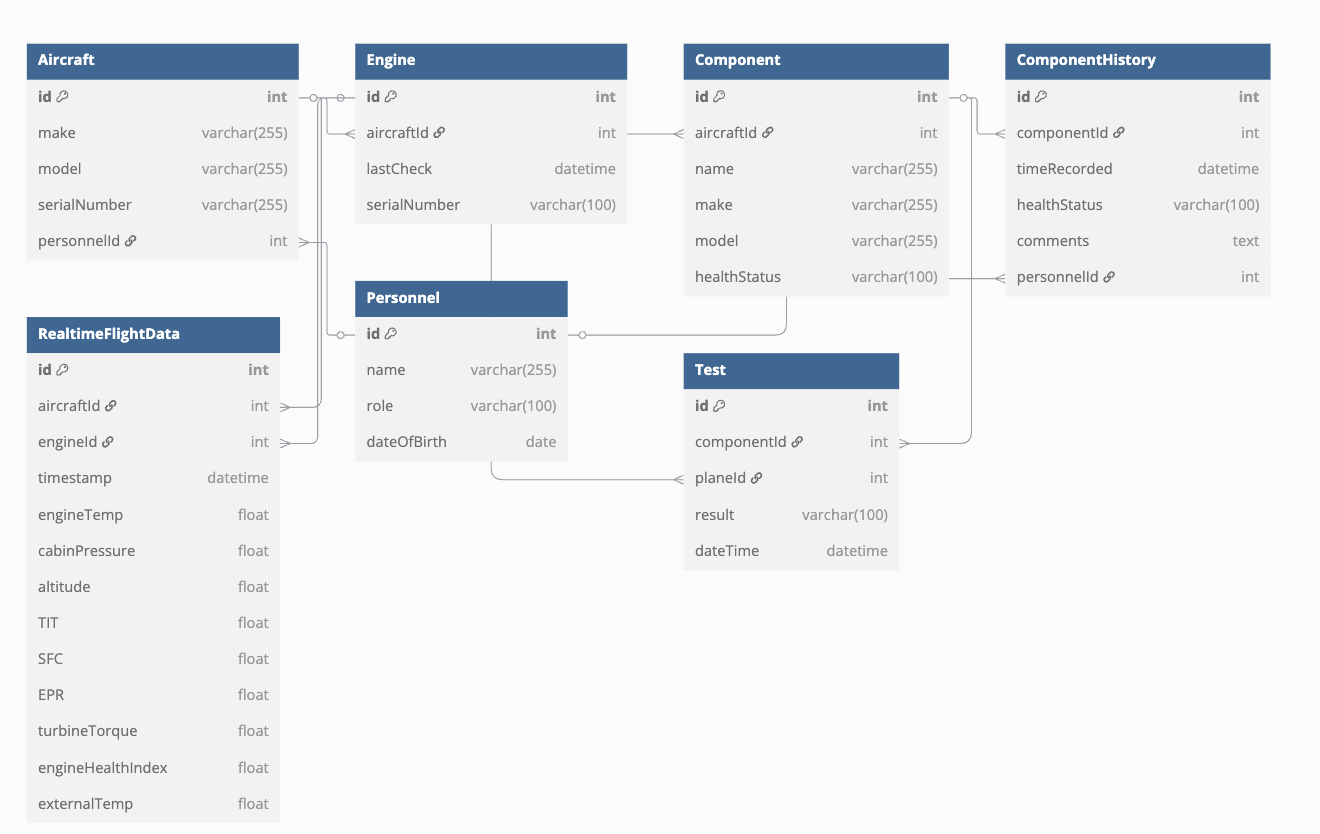 Aircraft
id int
make varchar(255)
model varchar(255)
serialNumber varchar(255)
personnelId int
Engine
id int
aircraftId int
lastCheck datetime
serialNumber varchar(100)
Component
id int
aircraftId int
name varchar(255)
make varchar(255)
model varchar(255)
healthStatus varchar(100)
ComponentHistory
id int
componentId int
timeRecorded datetime
healthStatus varchar(100)
comments text
personnelId int
RealtimeFlightData
id int
aircraftId int
engineId int
timestamp datetime
engineTemp float
cabinPressure float
altitude float
TIT float
SFC float
EPR float
turbineTorque float
engineHealthIndex float
externalTemp float
Personnel
id int
name varchar(255)
role varchar(100)
dateOfBirth date
Test
id int
componentId int
planeId int
result varchar(100)
dateTime datetime